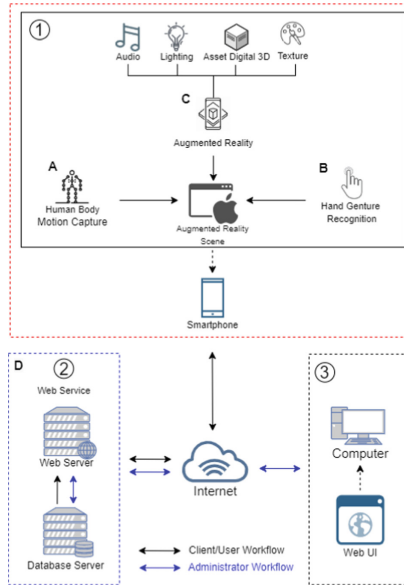 1
Audio
Lighting
Asset Digital 3D
Texture
C
Augmented Reality
A
B
Human Body
Motion Capture
Augmented Reality
Scene
Hand Genture
Recognition
Smartphone
D
2
3
Web Service
Web Server
Computer
Internet
Database Server
Web UI
Client/User Workflow
Administrator Workflow